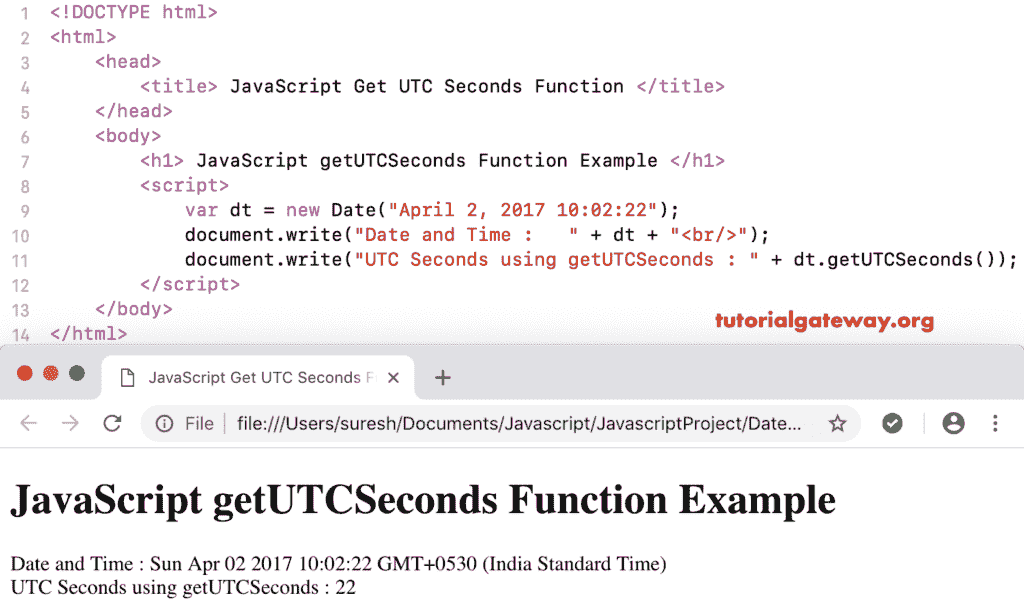 1 <!DOCTYPE html>
2 <html>
3 <head>
4 <title> JavaScript Get UTC Seconds Function </title>
5 </head>
6 <body>
7 <h1> JavaScript getUTCSeconds Function Example </h1>
8 <script>
9 var dt = new Date("April 2, 2017 10:02:22");
10 document.write("Date and Time :   " + dt + "<br/>");
11 document.write("UTC Seconds using getUTCSeconds : " + dt.getUTCSeconds());
12 </script>
13 </body>
tutorialgateway.org
14 </html>
JavaScript Get UTC Seconds F
File file:///Users/suresh/Documents/Javascript/JavascriptProject/Date...
JavaScript getUTCSeconds Function Example
Date and Time : Sun Apr 02 2017 10:02:22 GMT+0530 (India Standard Time)
UTC Seconds using getUTCSeconds : 22